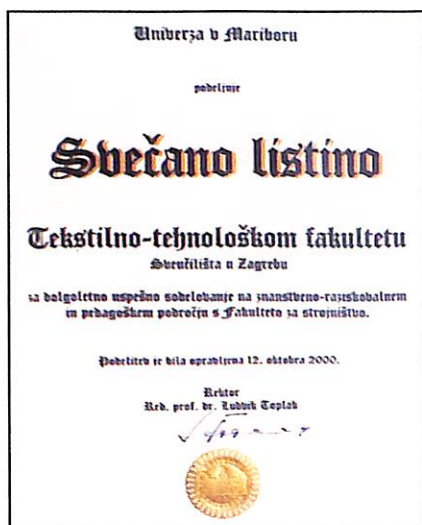 Univerza v Mariboru
podeljuje
Svečano listino
Tekstilno-tehnološkom fakultetu
Sveučilišta u Zagrebu
za dolgoletno uspešno sodelovanje na znanstveno-raziskovalnem
in pedagoškem področju s Fakulteto za strojništvo.
Podelitev je bila opravljena 12. oktobra 2000.
Rektor
Red. prof. dr. Ludvik Toplak